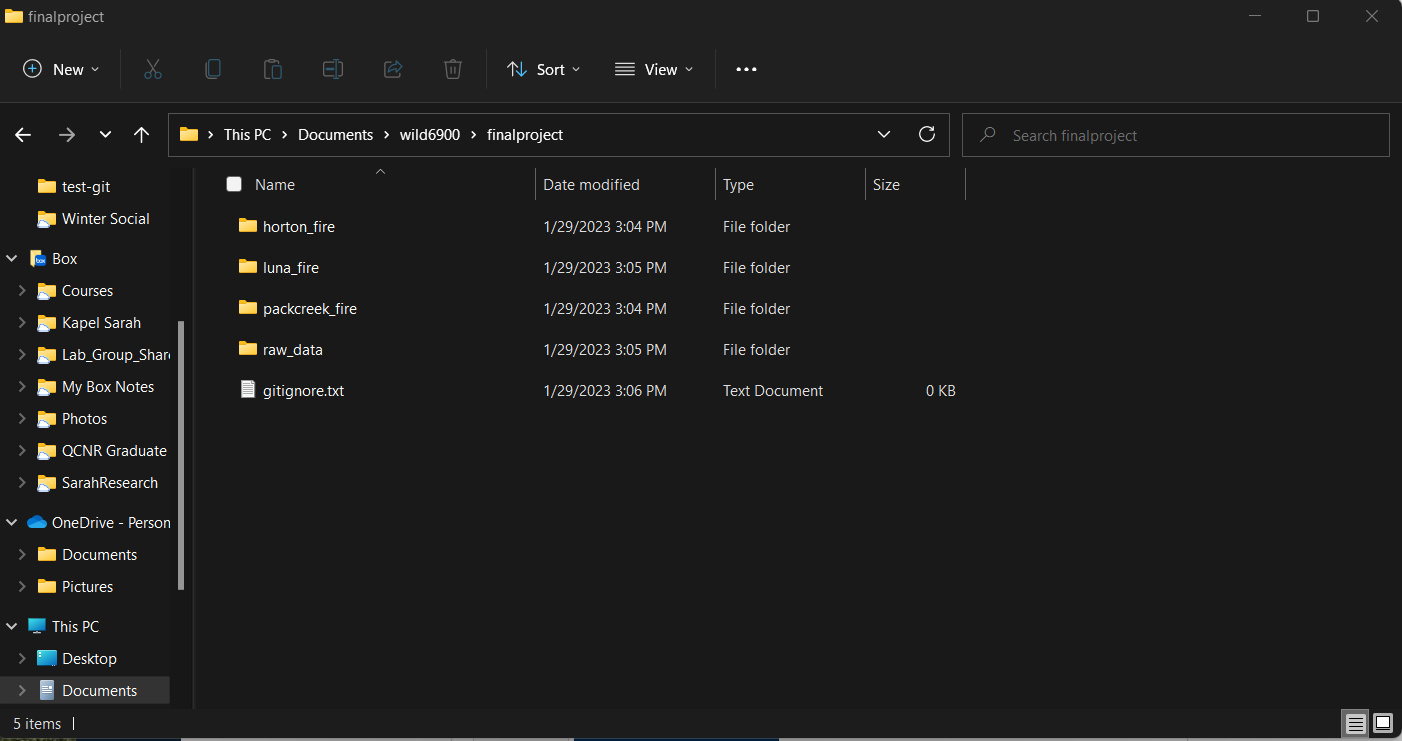 finalproject
New Sort View
This PC > Documents > wild6900 > finalproject Search finalproject
test-git
Winter Social
Box
Courses
Kapel Sarah
Lab_Group_Share
My Box Notes
Photos
QCNR Graduate
SarahResearch
OneDrive - Person
Documents
Pictures
This PC
Desktop
Documents
Name Date modified Type Size
horton_fire 1/29/2023 3:04 PM File folder
luna_fire 1/29/2023 3:05 PM File folder
packcreek_fire 1/29/2023 3:04 PM File folder
raw_data 1/29/2023 3:05 PM File folder
gitignore.txt 1/29/2023 3:06 PM Text Document 0 KB
5 items